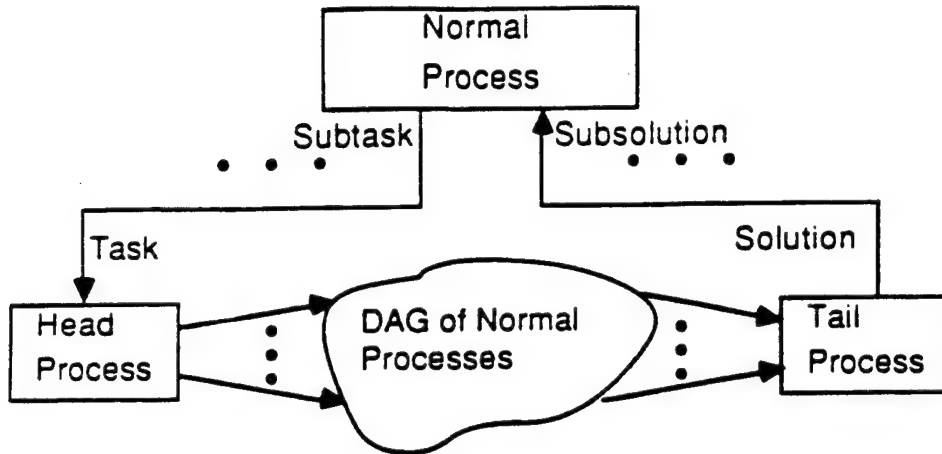 Normal
Process
Subtask
Subsolution
Task
Solution
Head
Process
DAG of Normal
Processes
Tail
Process